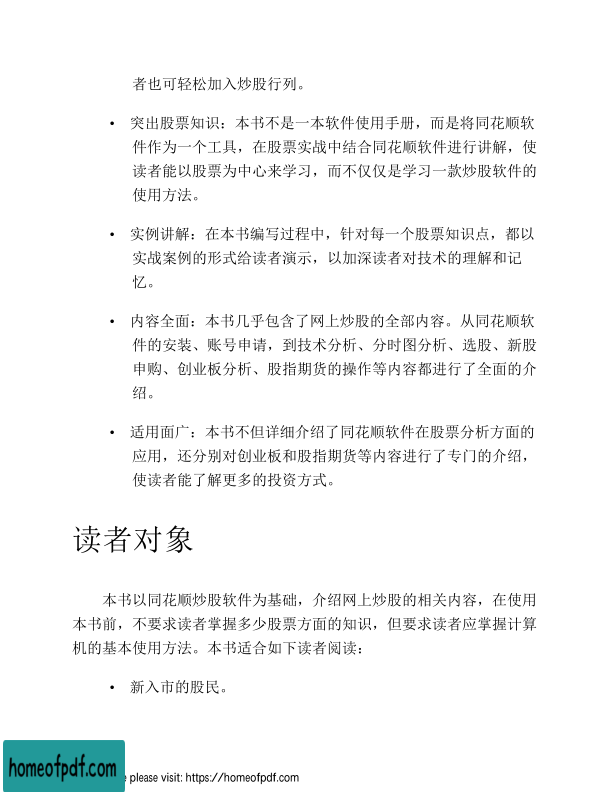 者也可轻松加入炒股行列。
• 突出股票知识：本书不是一本软件使用手册，而是将同花顺软
件作为一个工具，在股票实战中结合同花顺软件进行讲解，使
读者能以股票为中心来学习，而不仅仅是学习一款炒股软件的
使用方法。
• 实例讲解：在本书编写过程中，针对每一个股票知识点，都以
实战案例的形式给读者演示，以加深读者对技术的理解和记
忆。
• 内容全面：本书几乎包含了网上炒股的全部内容。从同花顺软
件的安装、账号申请，到技术分析、分时图分析、选股、新股
申购、创业板分析、股指期货的操作等内容都进行了全面的介
绍。
• 适用面广：本书不但详细介绍了同花顺软件在股票分析方面的
应用，还分别对创业板和股指期货等内容进行了专门的介绍，
使读者能了解更多的投资方式。
读者对象
本书以同花顺炒股软件为基础，介绍网上炒股的相关内容，在使用
本书前，不要求读者掌握多少股票方面的知识，但要求读者应掌握计算
机的基本使用方法。本书适合如下读者阅读：
• 新入市的股民。
homeofpdf.com
e please visit: https://homeofpdf.com